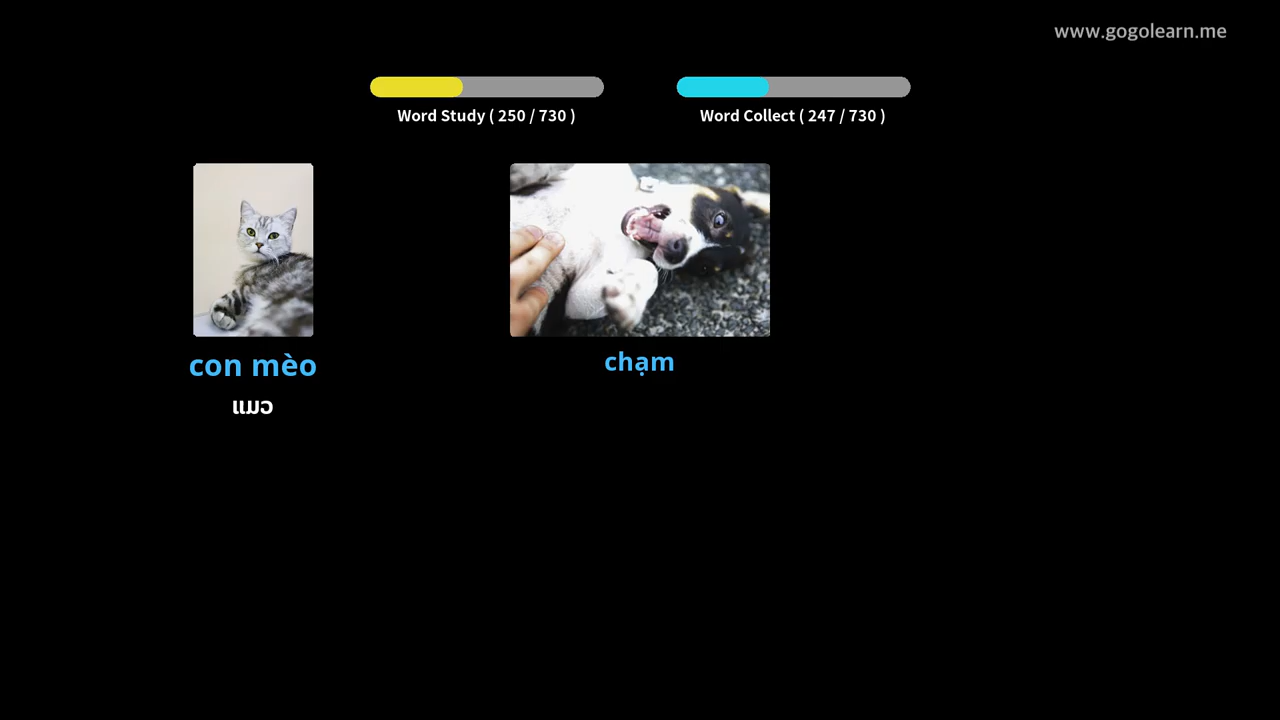 www.gogolearn.me
Word Study ( 250 / 730 )
Word Collect ( 247 / 730 )
con mèo
chạm
แมว